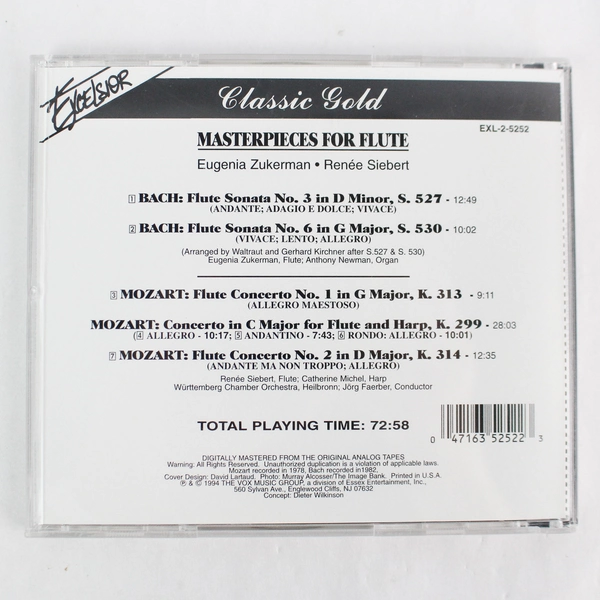 EXCELSIOR
Classic Gold
EXL-2-5252
MASTERPIECES FOR FLUTE
Eugenia Zukerman • Renée Siebert
1 BACH: Flute Sonata No. 3 in D Minor, S. 527 - 12:49
(ANDANTE; ADAGIO E DOLCE; VIVACE)
2 BACH: Flute Sonata No. 6 in G Major, S. 530 - 10:02
(VIVACE; LENTO; ALLEGRO)
(Arranged by Waltraut and Gerhard Kirchner after S.527 & S. 530)
Eugenia Zukerman, Flute; Anthony Newman, Organ
3 MOZART: Flute Concerto No. 1 in G Major, K. 313 - 9:11
(ALLEGRO MAESTOSO)
MOZART: Concerto in C Major for Flute and Harp, K. 299 - 28:03
(4 ALLEGRO - 10:17; 5 ANDANTINO - 7:43; 6 RONDO: ALLEGRO - 10:01)
7 MOZART: Flute Concerto No. 2 in D Major, K. 314 - 12:35
(ANDANTE MA NON TROPPO; ALLEGRO)
Renée Siebert, Flute; Catherine Michel, Harp
Württemberg Chamber Orchestra, Heilbronn; Jörg Faerber, Conductor
TOTAL PLAYING TIME: 72:58
0 47163 52522 3
DIGITALLY MASTERED FROM THE ORIGINAL ANALOG TAPES
Warning: All Rights Reserved. Unauthorized duplication is a violation of applicable laws.
Mozart recorded in 1978, Bach recorded in1982.
Cover Design: David Lartaud. Photo: Murray Alcosser/The Image Bank. Printed in U.S.A.
℗ & © 1994 THE VOX MUSIC GROUP, a division of Essex Entertainment, Inc.,
560 Sylvan Ave., Englewood Cliffs, NJ 07632
Concept: Dieter Wilkinson